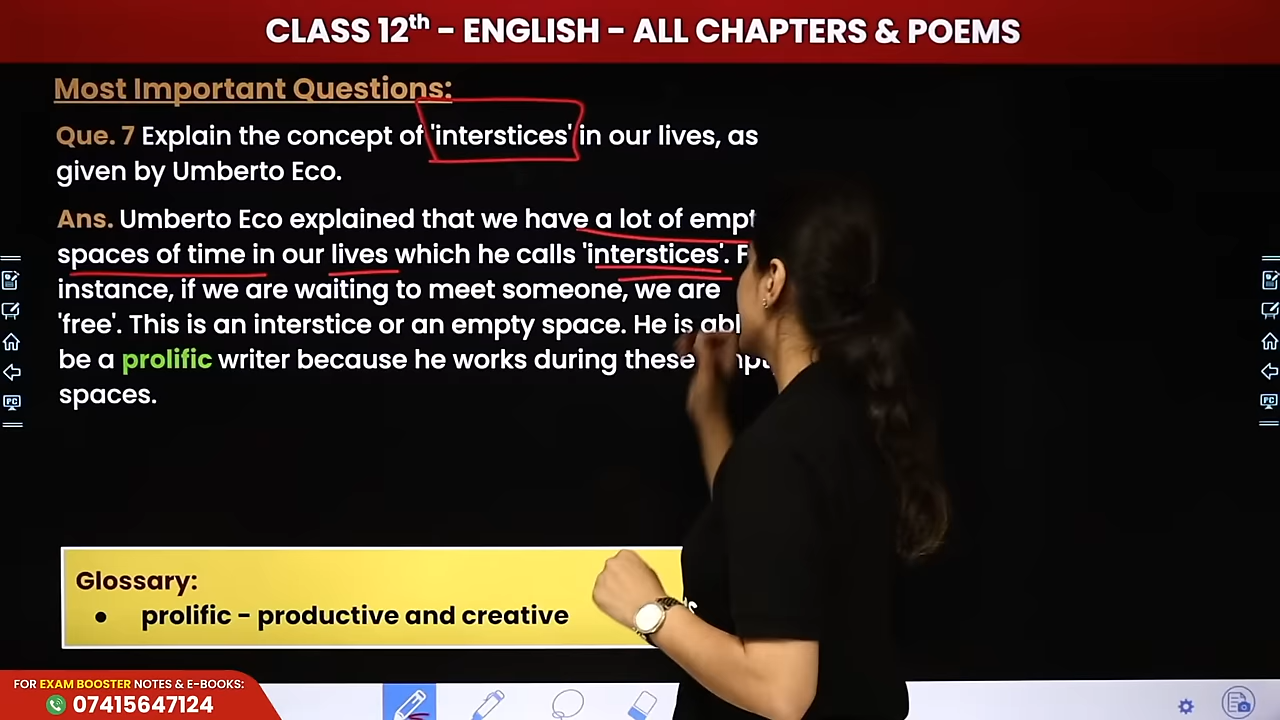 CLASS 12th - ENGLISH - ALL CHAPTERS & POEMS
Most Important Questions:
Que. 7 Explain the concept of 'interstices' in our lives, as
given by Umberto Eco.
Ans. Umberto Eco explained that we have a lot of
spaces of time in our lives which he calls 'interstices'.
instance, if we are waiting to meet someone, we are
'free'. This is an interstice or an empty space. He is
be a prolific writer because he works during these
spaces.
Glossary:
● prolific - productive and creative
FOR EXAM BOOSTER NOTES & E-BOOKS:
07415647124